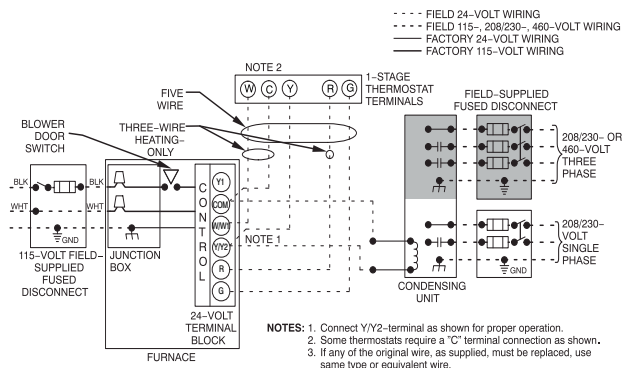 FIELD 24-VOLT WIRING
FIELD 115-, 208/230-, 460-VOLT WIRING
FACTORY 24-VOLT WIRING
FACTORY 115-VOLT WIRING
NOTE 2
W C Y R G
1-STAGE
THERMOSTAT
TERMINALS
FIVE
WIRE
THREE-WIRE
HEATING-
ONLY
BLOWER
DOOR
SWITCH
FIELD-SUPPLIED
FUSED DISCONNECT
208/230- OR
460-VOLT
THREE
PHASE
BLK
BLK
WHT
WHT
GND
115-VOLT FIELD-
SUPPLIED
FUSED
DISCONNECT
JUNCTION
BOX
CONTROL
Y1
COM
W/W1
Y/Y2
R
G
NOTE 1
24-VOLT
TERMINAL
BLOCK
FURNACE
208/230-
VOLT
SINGLE
PHASE
GND
CONDENSING
UNIT
NOTES: 1. Connect Y/Y2-terminal as shown for proper operation.
2. Some thermostats require a "C" terminal connection as shown.
3. If any of the original wire, as supplied, must be replaced, use
same type or equivalent wire.